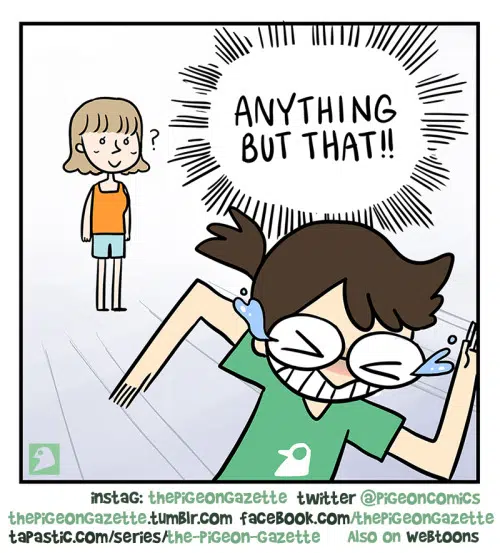 ANYTHING
BUT THAT!!
?
instaG: thepiGeonGazette twitter @PiGeonComics
thepiGeonGazette.tumblr.com faceBook.com/thepiGeonGazette
tapastic.com/series/the-PiGeon-Gazette Also on weBtoons